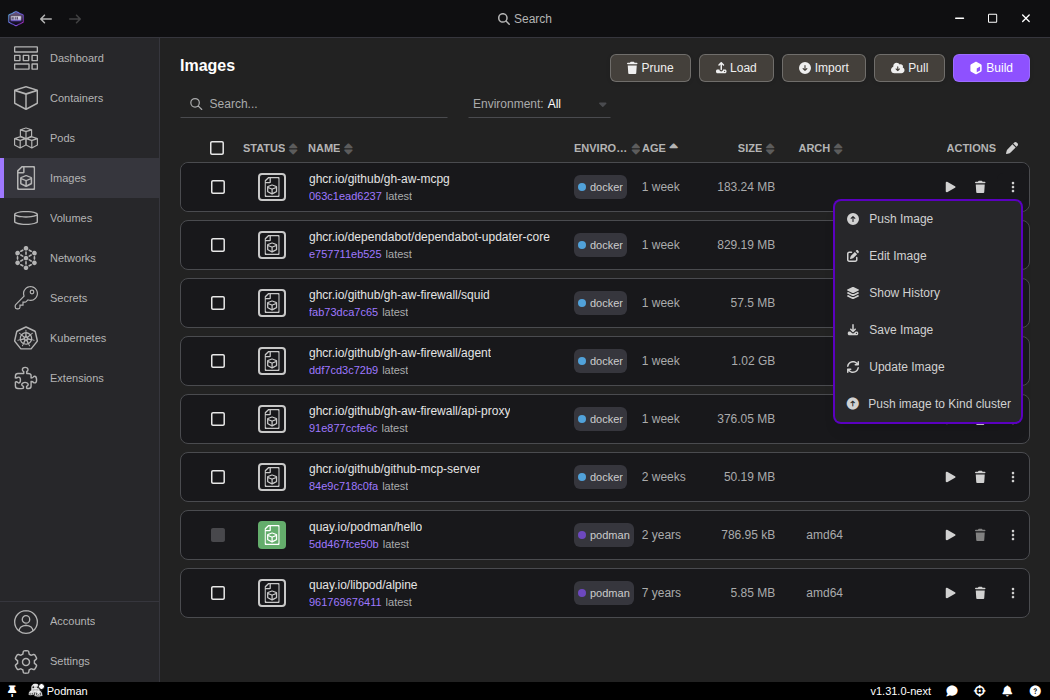 Search
Dashboard
Containers
Pods
Images
Volumes
Networks
Secrets
Kubernetes
Extensions
Accounts
Settings
Images
Prune
Load
Import
Pull
Build
Search...
Environment: All
STATUS NAME ENVIRO... AGE SIZE ARCH ACTIONS
ghcr.io/github/gh-aw-mcpg
063c1ead6237 latest
docker 1 week 183.24 MB
ghcr.io/dependabot/dependabot-updater-core
e757711eb525 latest
docker 1 week 829.19 MB
ghcr.io/github/gh-aw-firewall/squid
fab73dca7c65 latest
docker 1 week 57.5 MB
ghcr.io/github/gh-aw-firewall/agent
ddf7cd3c72b9 latest
docker 1 week 1.02 GB
ghcr.io/github/gh-aw-firewall/api-proxy
91e877ccfe6c latest
docker 1 week 376.05 MB
ghcr.io/github/github-mcp-server
84e9c718c0fa latest
docker 2 weeks 50.19 MB
quay.io/podman/hello
5dd467fce50b latest
podman 2 years 786.95 kB amd64
quay.io/libpod/alpine
961769676411 latest
podman 7 years 5.85 MB amd64
Push Image
Edit Image
Show History
Save Image
Update Image
Push image to Kind cluster
Podman
v1.31.0-next